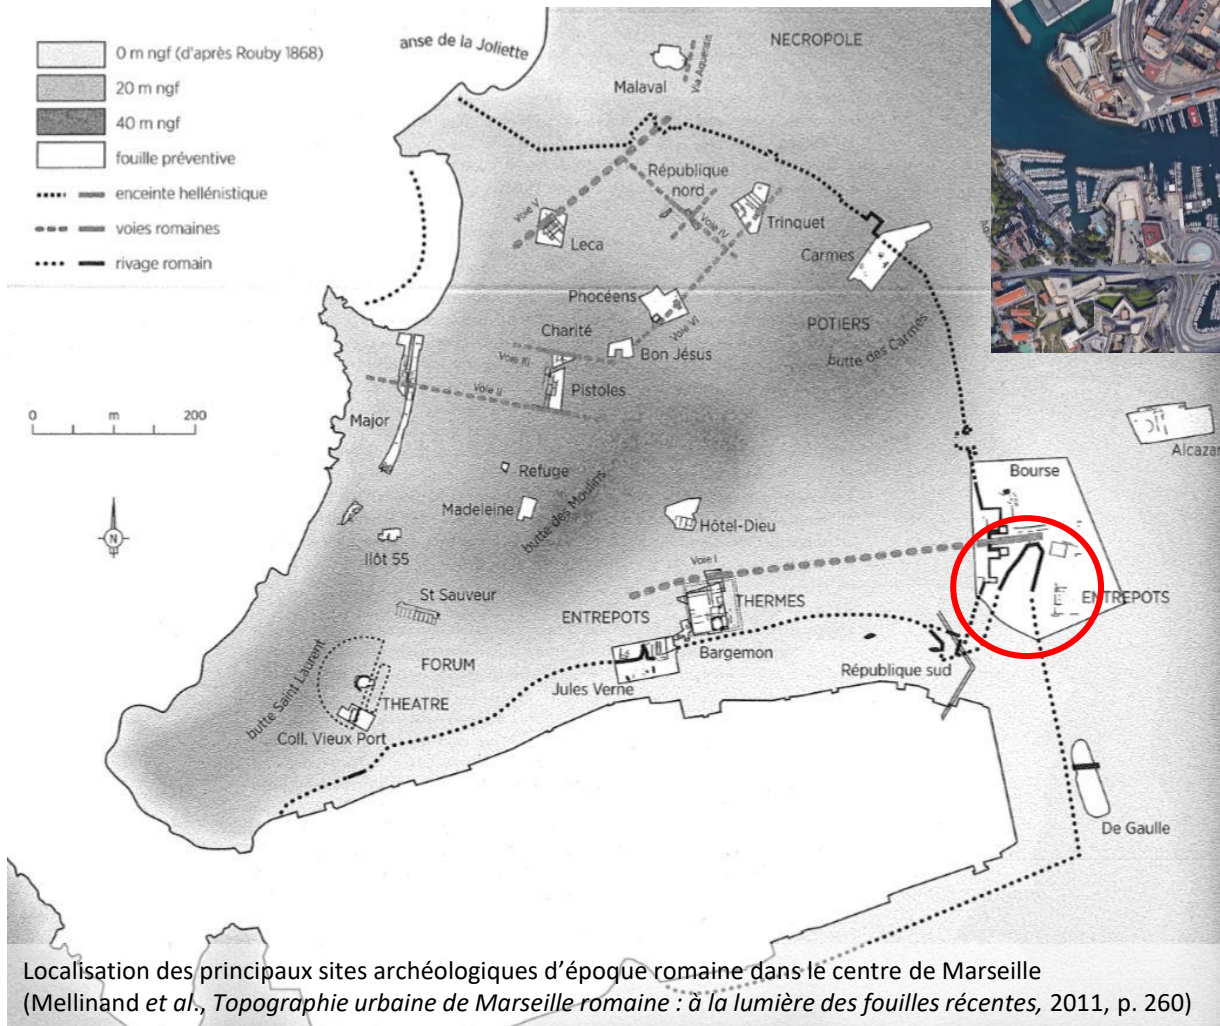 0 m ngf (d'après Rouby 1868)
20 m ngf
40 m ngf
fouille préventive
enceinte hellénistique
voies romaines
rivage romain
anse de la Joliette
NECROPOLE
Malaval
Via Aquensis
République
nord
Voie V
Voie IV
Trinquet
Leca
Carmes
Phocéens
Charité
Voie VI
POTIERS
butte des Carmes
Bon Jésus
Voie III
Pistoles
Voie II
0 m 200
Major
Alcazar
Bourse
Refuge
Madeleine
butte des Moulins
Hôtel-Dieu
N
Ilôt 55
Voie I
St Sauveur
ENTREPOTS
THERMES
ENTREPOTS
butte Saint Laurent
FORUM
Bargemon
République sud
Jules Verne
THEATRE
Coll. Vieux Port
De Gaulle
Localisation des principaux sites archéologiques d’époque romaine dans le centre de Marseille
(Mellinand et al., Topographie urbaine de Marseille romaine : à la lumière des fouilles récentes, 2011, p. 260)